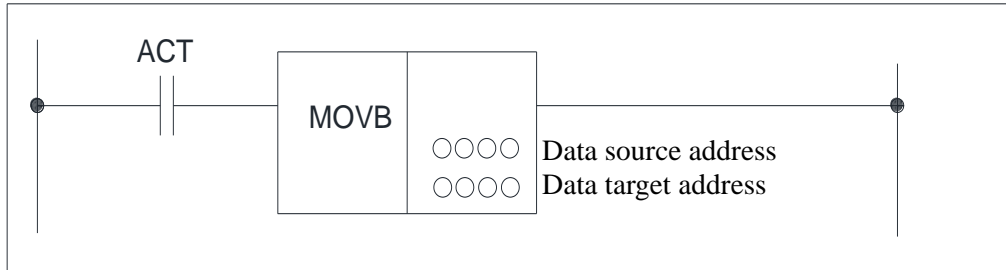 ACT
MOVB
○○○○ Data source address
○○○○ Data target address